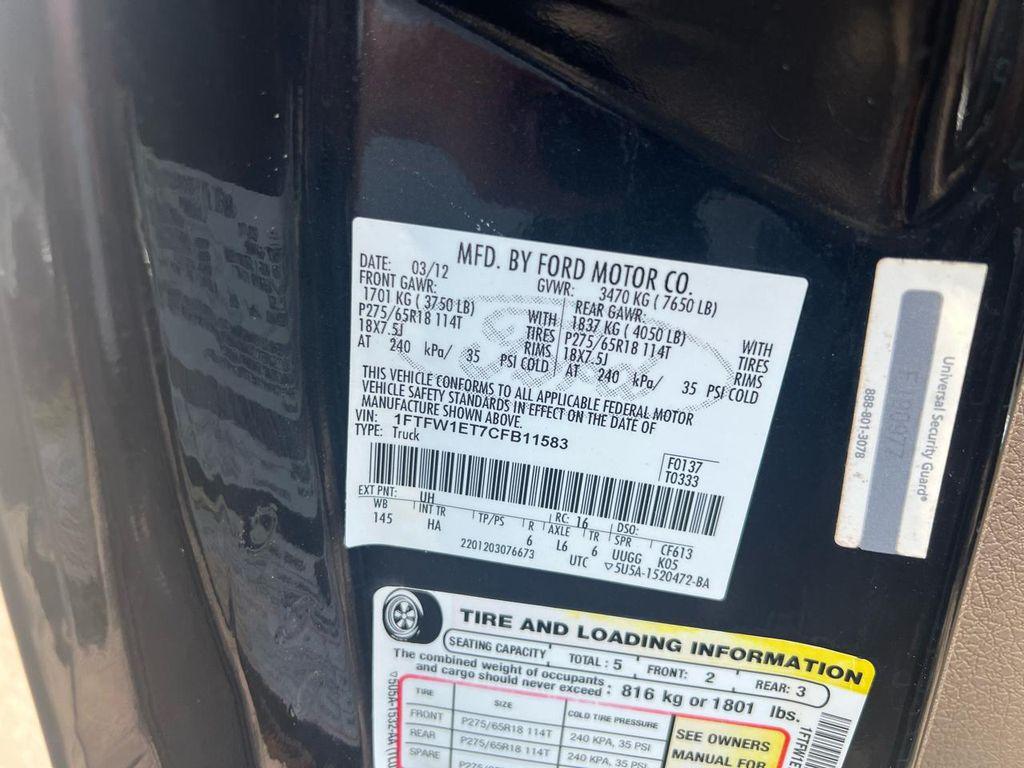 MFD. BY FORD MOTOR CO.
DATE: 03/12 GVWR: 3470 KG ( 7650 LB)
FRONT GAWR: REAR GAWR:
1701 KG ( 3750 LB) WITH 1837 KG ( 4050 LB) WITH
P275/65R18 114T TIRES P275/65R18 114T TIRES
18X7.5J RIMS 18X7.5J RIMS
AT 240 kPa/ 35 PSI COLD AT 240 kPa/ 35 PSI COLD
THIS VEHICLE CONFORMS TO ALL APPLICABLE FEDERAL MOTOR
VEHICLE SAFETY STANDARDS IN EFFECT ON THE DATE OF
MANUFACTURE SHOWN ABOVE.
VIN: 1FTFW1ET7CFB11583
TYPE: Truck
F0137
T0333
EXT PNT: UH RC: 16 DSO:
WB INT TR TP/PS R AXLE TR SPR CF613
145 HA 6 L6 6 UUGG K05
2201203076673 UTC ▽5U5A-1520472-BA
Universal Security Guard®
888-801-3078
TIRE AND LOADING INFORMATION
SEATING CAPACITY TOTAL : 5 FRONT: 2 REAR: 3
The combined weight of occupants
and cargo should never exceed : 816 kg or 1801 lbs.
TIRE SIZE COLD TIRE PRESSURE
FRONT P275/65R18 114T 240 KPA, 35 PSI
REAR P275/65R18 114T 240 KPA, 35 PSI
SPARE
SEE OWNERS
MANUAL FOR